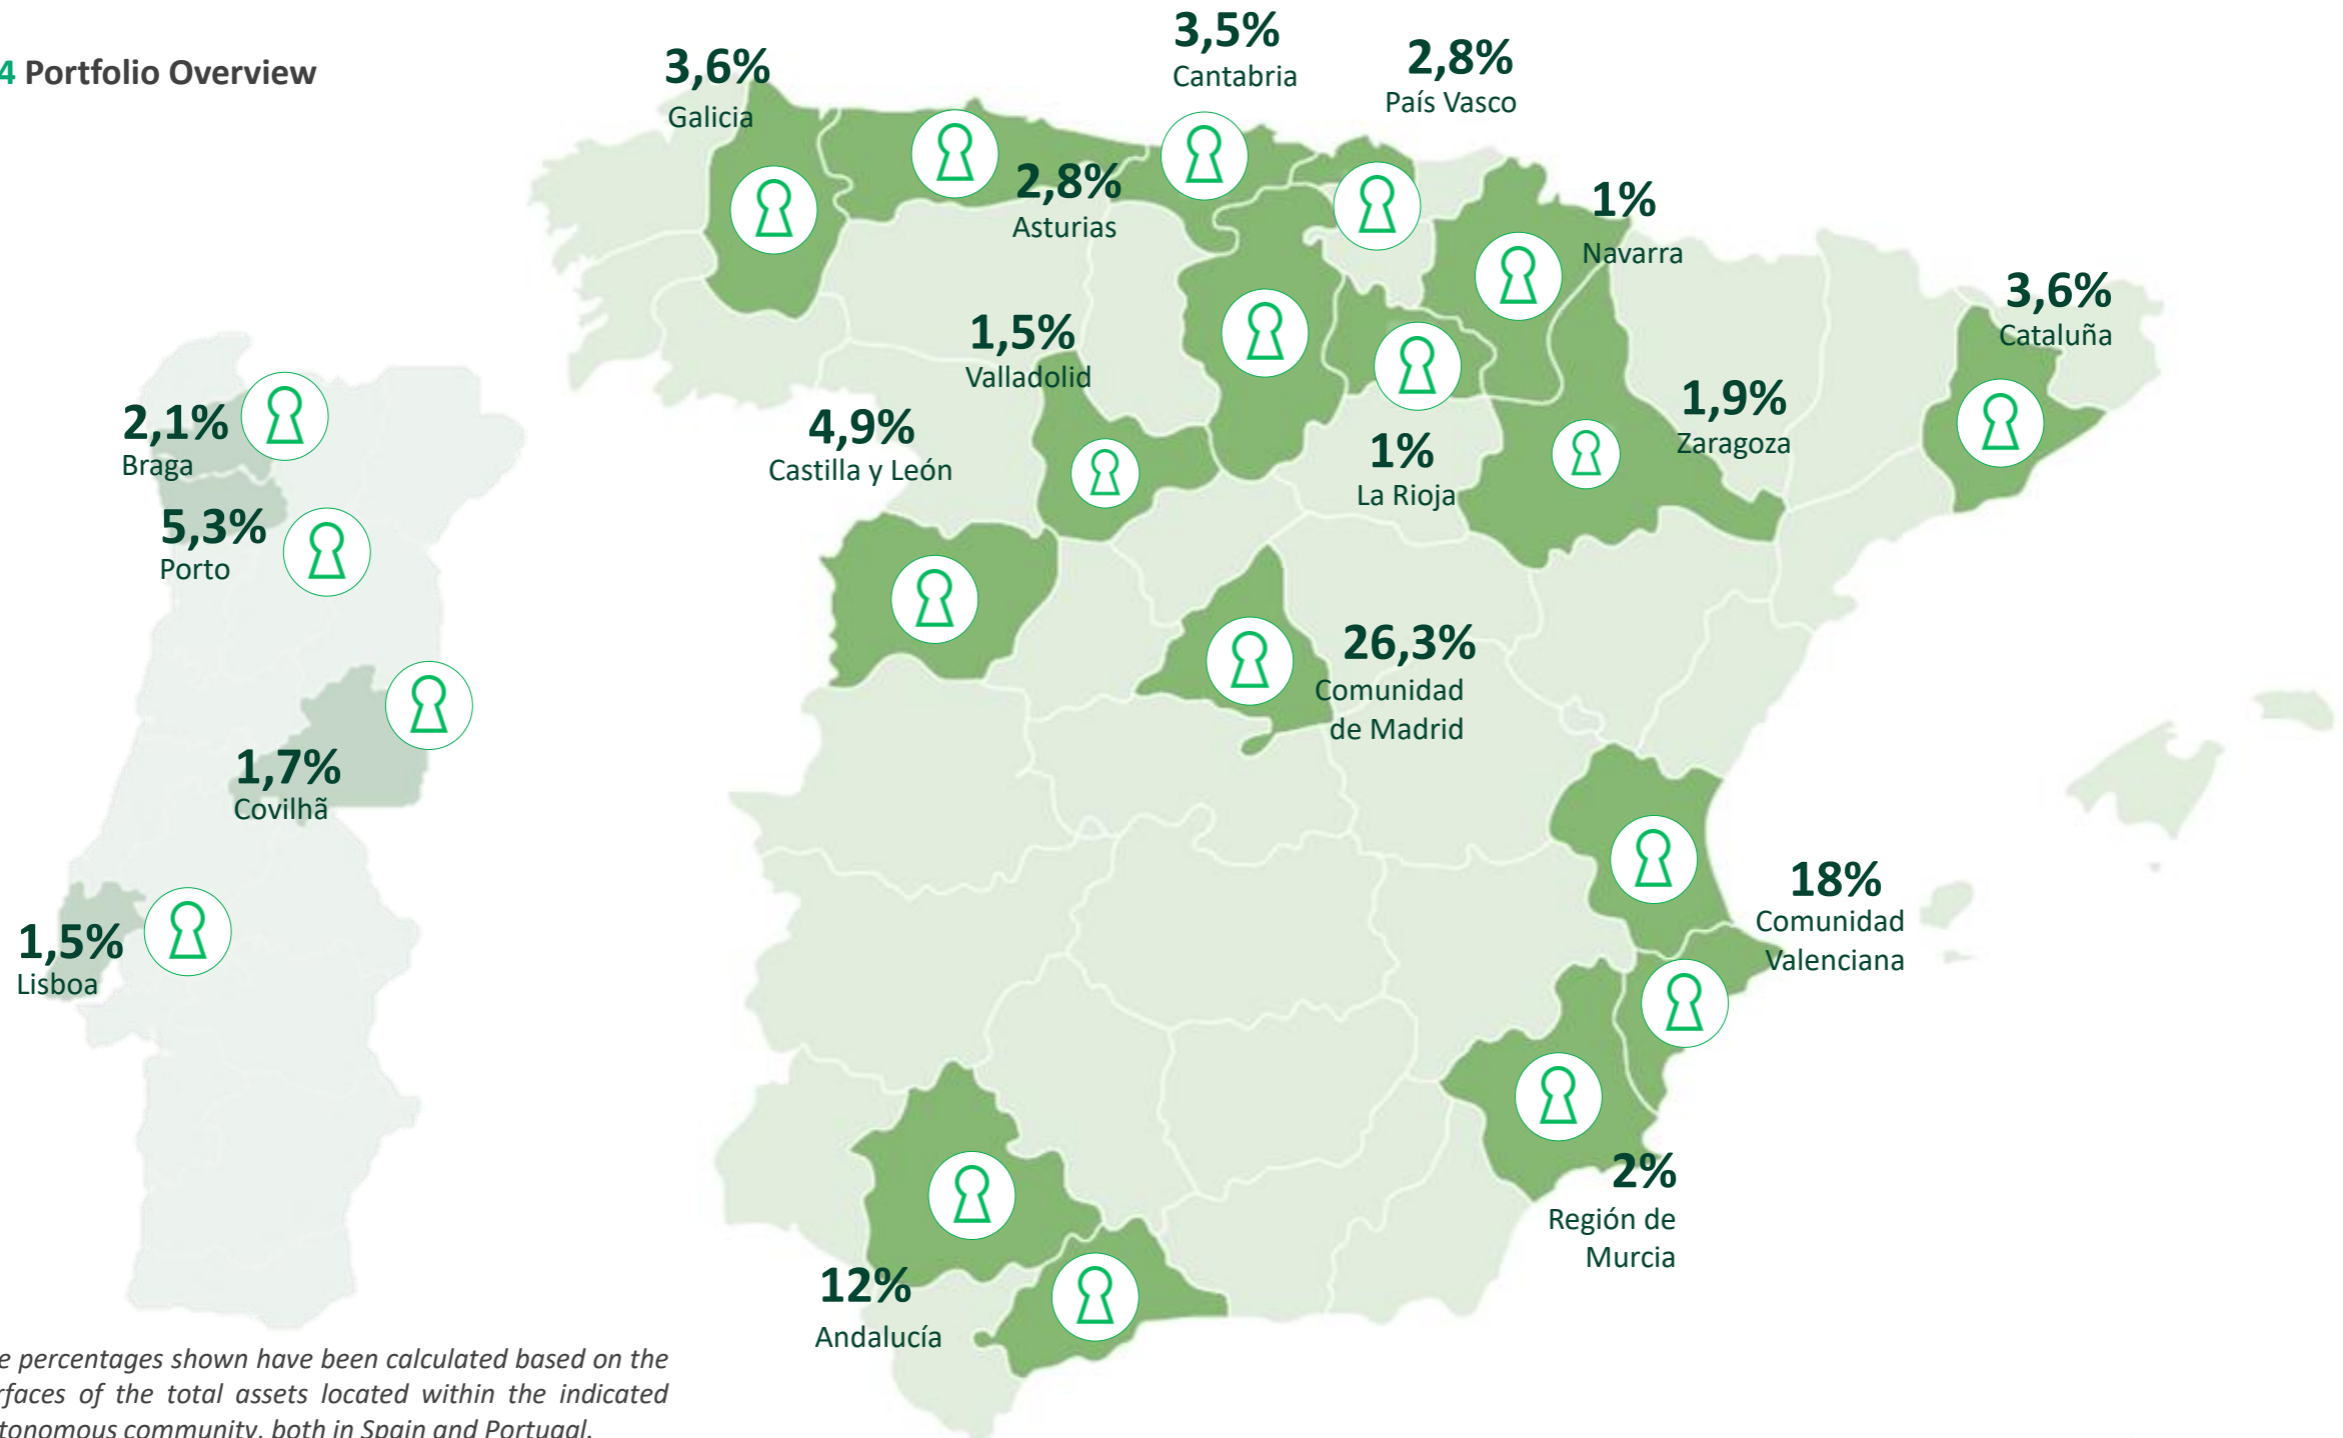 4 Portfolio Overview
3,6%
Galicia
3,5%
Cantabria
2,8%
País Vasco
2,8%
Asturias
1%
Navarra
3,6%
Cataluña
1,5%
Valladolid
1,9%
Zaragoza
4,9%
Castilla y León
1%
La Rioja
2,1%
Braga
5,3%
Porto
26,3%
Comunidad
de Madrid
1,7%
Covilhã
18%
Comunidad
Valenciana
1,5%
Lisboa
2%
Región de
Murcia
12%
Andalucía
e percentages shown have been calculated based on the
rfaces of the total assets located within the indicated
tonomous community, both in Spain and Portugal.